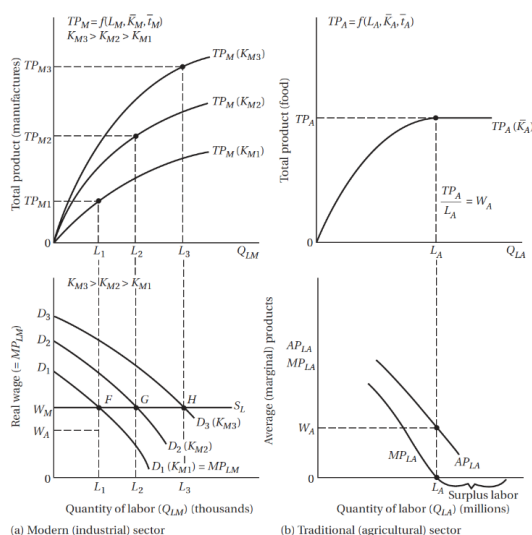 TP_M = f(L_M, K̄_M, t̄_M)
K_M3 > K_M2 > K_M1
Total product (manufactures)
TP_M3
TP_M2
TP_M1
0
TP_M (K_M3)
TP_M (K_M2)
TP_M (K_M1)
L_1 L_2 L_3 Q_LM
TP_A = f(L_A, K̄_A, t̄_A)
Total product (food)
TP_A
0
TP_A (K̄_A)
TP_A / L_A = W_A
L_A Q_LA
K_M3 > K_M2 > K_M1
Real wage (= MP_LM)
D_3
D_2
D_1
W_M
W_A
0
F G H
S_L
D_3 (K_M3)
D_2 (K_M2)
D_1 (K_M1) = MP_LM
L_1 L_2 L_3
Quantity of labor (Q_LM) (thousands)
(a) Modern (industrial) sector
Average (marginal) products
AP_LA
MP_LA
W_A
0
MP_LA
AP_LA
L_A
Surplus labor
Quantity of labor (Q_LA) (millions)
(b) Traditional (agricultural) sector